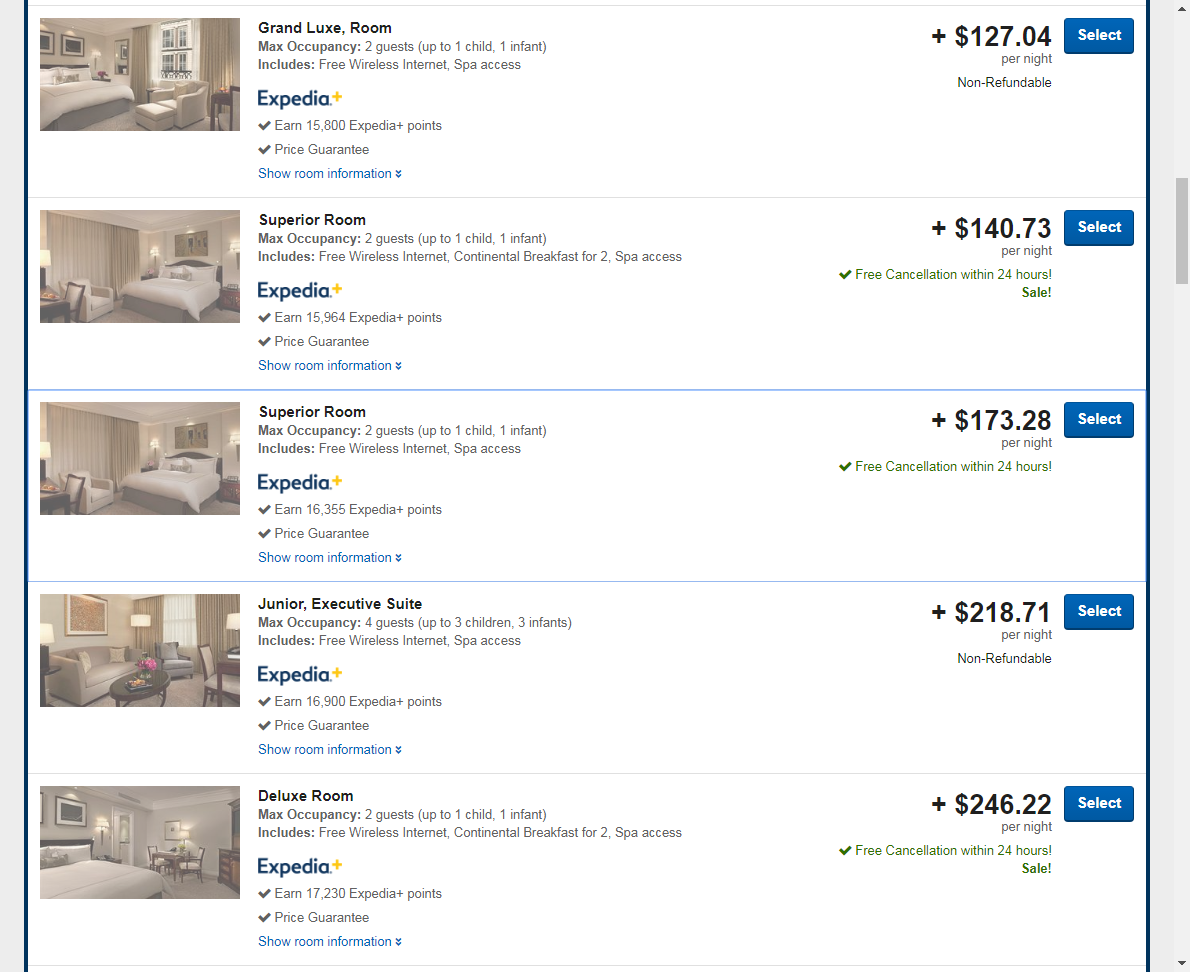 Grand Luxe, Room
Max Occupancy: 2 guests (up to 1 child, 1 infant)
Includes: Free Wireless Internet, Spa access
Expedia+
Earn 15,800 Expedia+ points
Price Guarantee
Show room information
+ $127.04
per night
Non-Refundable
Select
Superior Room
Max Occupancy: 2 guests (up to 1 child, 1 infant)
Includes: Free Wireless Internet, Continental Breakfast for 2, Spa access
Expedia+
Earn 15,964 Expedia+ points
Price Guarantee
Show room information
+ $140.73
per night
Free Cancellation within 24 hours!
Sale!
Select
Superior Room
Max Occupancy: 2 guests (up to 1 child, 1 infant)
Includes: Free Wireless Internet, Spa access
Expedia+
Earn 16,355 Expedia+ points
Price Guarantee
Show room information
+ $173.28
per night
Free Cancellation within 24 hours!
Select
Junior, Executive Suite
Max Occupancy: 4 guests (up to 3 children, 3 infants)
Includes: Free Wireless Internet, Spa access
Expedia+
Earn 16,900 Expedia+ points
Price Guarantee
Show room information
+ $218.71
per night
Non-Refundable
Select
Deluxe Room
Max Occupancy: 2 guests (up to 1 child, 1 infant)
Includes: Free Wireless Internet, Continental Breakfast for 2, Spa access
Expedia+
Earn 17,230 Expedia+ points
Price Guarantee
Show room information
+ $246.22
per night
Free Cancellation within 24 hours!
Sale!
Select